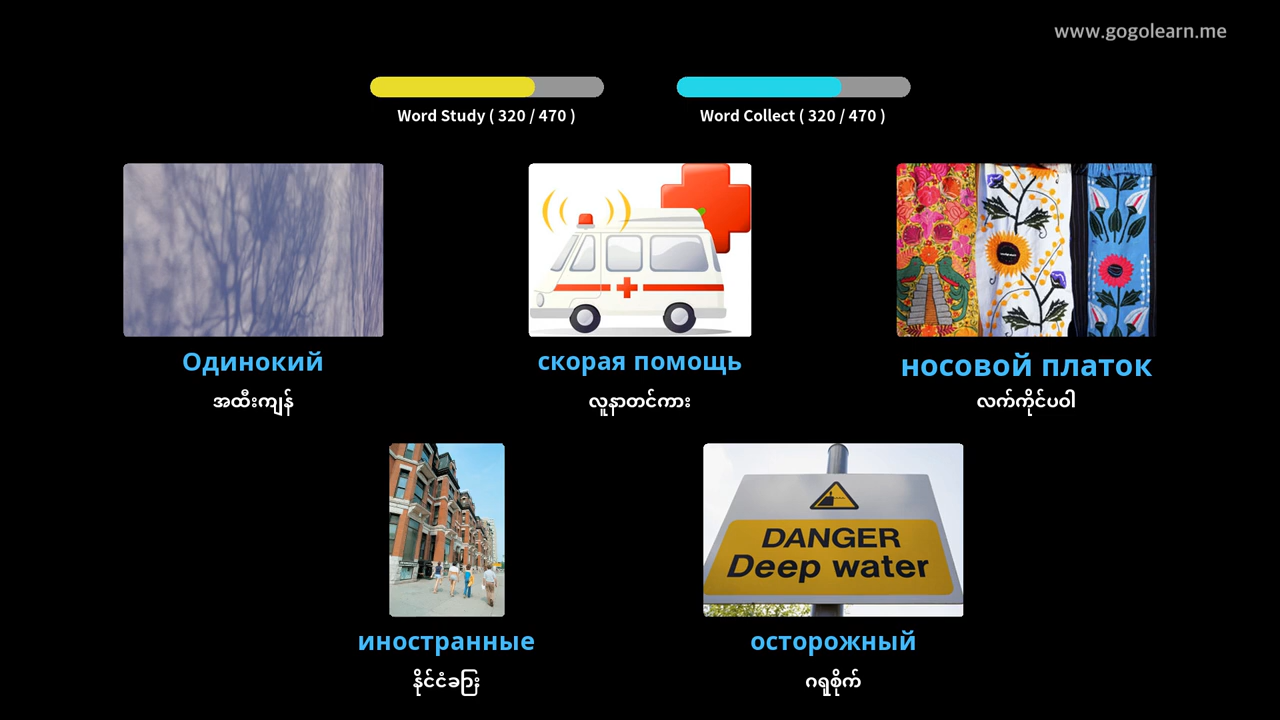 www.gogolearn.me
Word Study ( 320 / 470 )
Word Collect ( 320 / 470 )
Одинокий
скорая помощь
носовой платок
အထီးကျန်
လူနာတင်ကား
လက်ကိုင်ပဝါ
DANGER
Deep water
иностранные
осторожный
နိုင်ငံခြား
ဂရုစိုက်